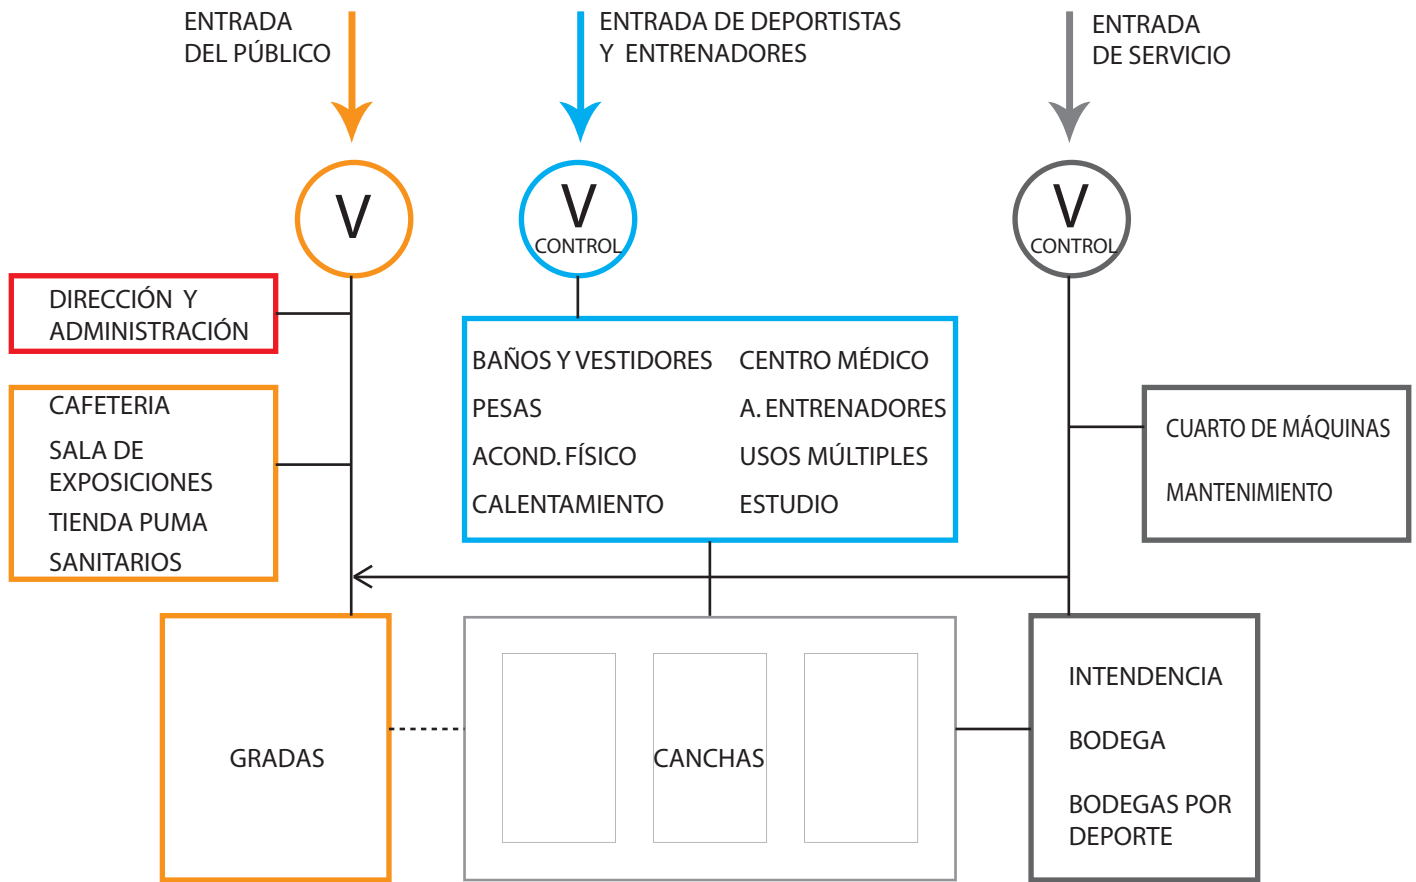 ENTRADA
DEL PÚBLICO
ENTRADA DE DEPORTISTAS
Y ENTRENADORES
ENTRADA
DE SERVICIO
V
V
CONTROL
V
CONTROL
DIRECCIÓN Y
ADMINISTRACIÓN
CAFETERIA
SALA DE
EXPOSICIONES
TIENDA PUMA
SANITARIOS
BAÑOS Y VESTIDORES
PESAS
ACOND. FÍSICO
CALENTAMIENTO
CENTRO MÉDICO
A. ENTRENADORES
USOS MÚLTIPLES
ESTUDIO
CUARTO DE MÁQUINAS
MANTENIMIENTO
GRADAS
CANCHAS
INTENDENCIA
BODEGA
BODEGAS POR
DEPORTE